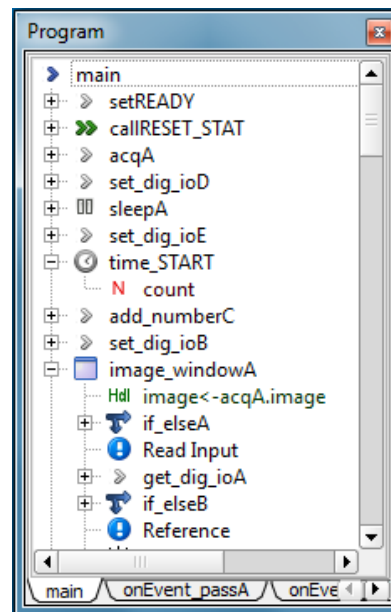 Program
main
setREADY
callRESET_STAT
acqA
set_dig_ioD
sleepA
set_dig_ioE
time_START
N count
add_numberC
set_dig_ioB
image_windowA
Hdl image<-acqA.image
if_elseA
Read Input
get_dig_ioA
if_elseB
Reference
main onEvent_passA onEve